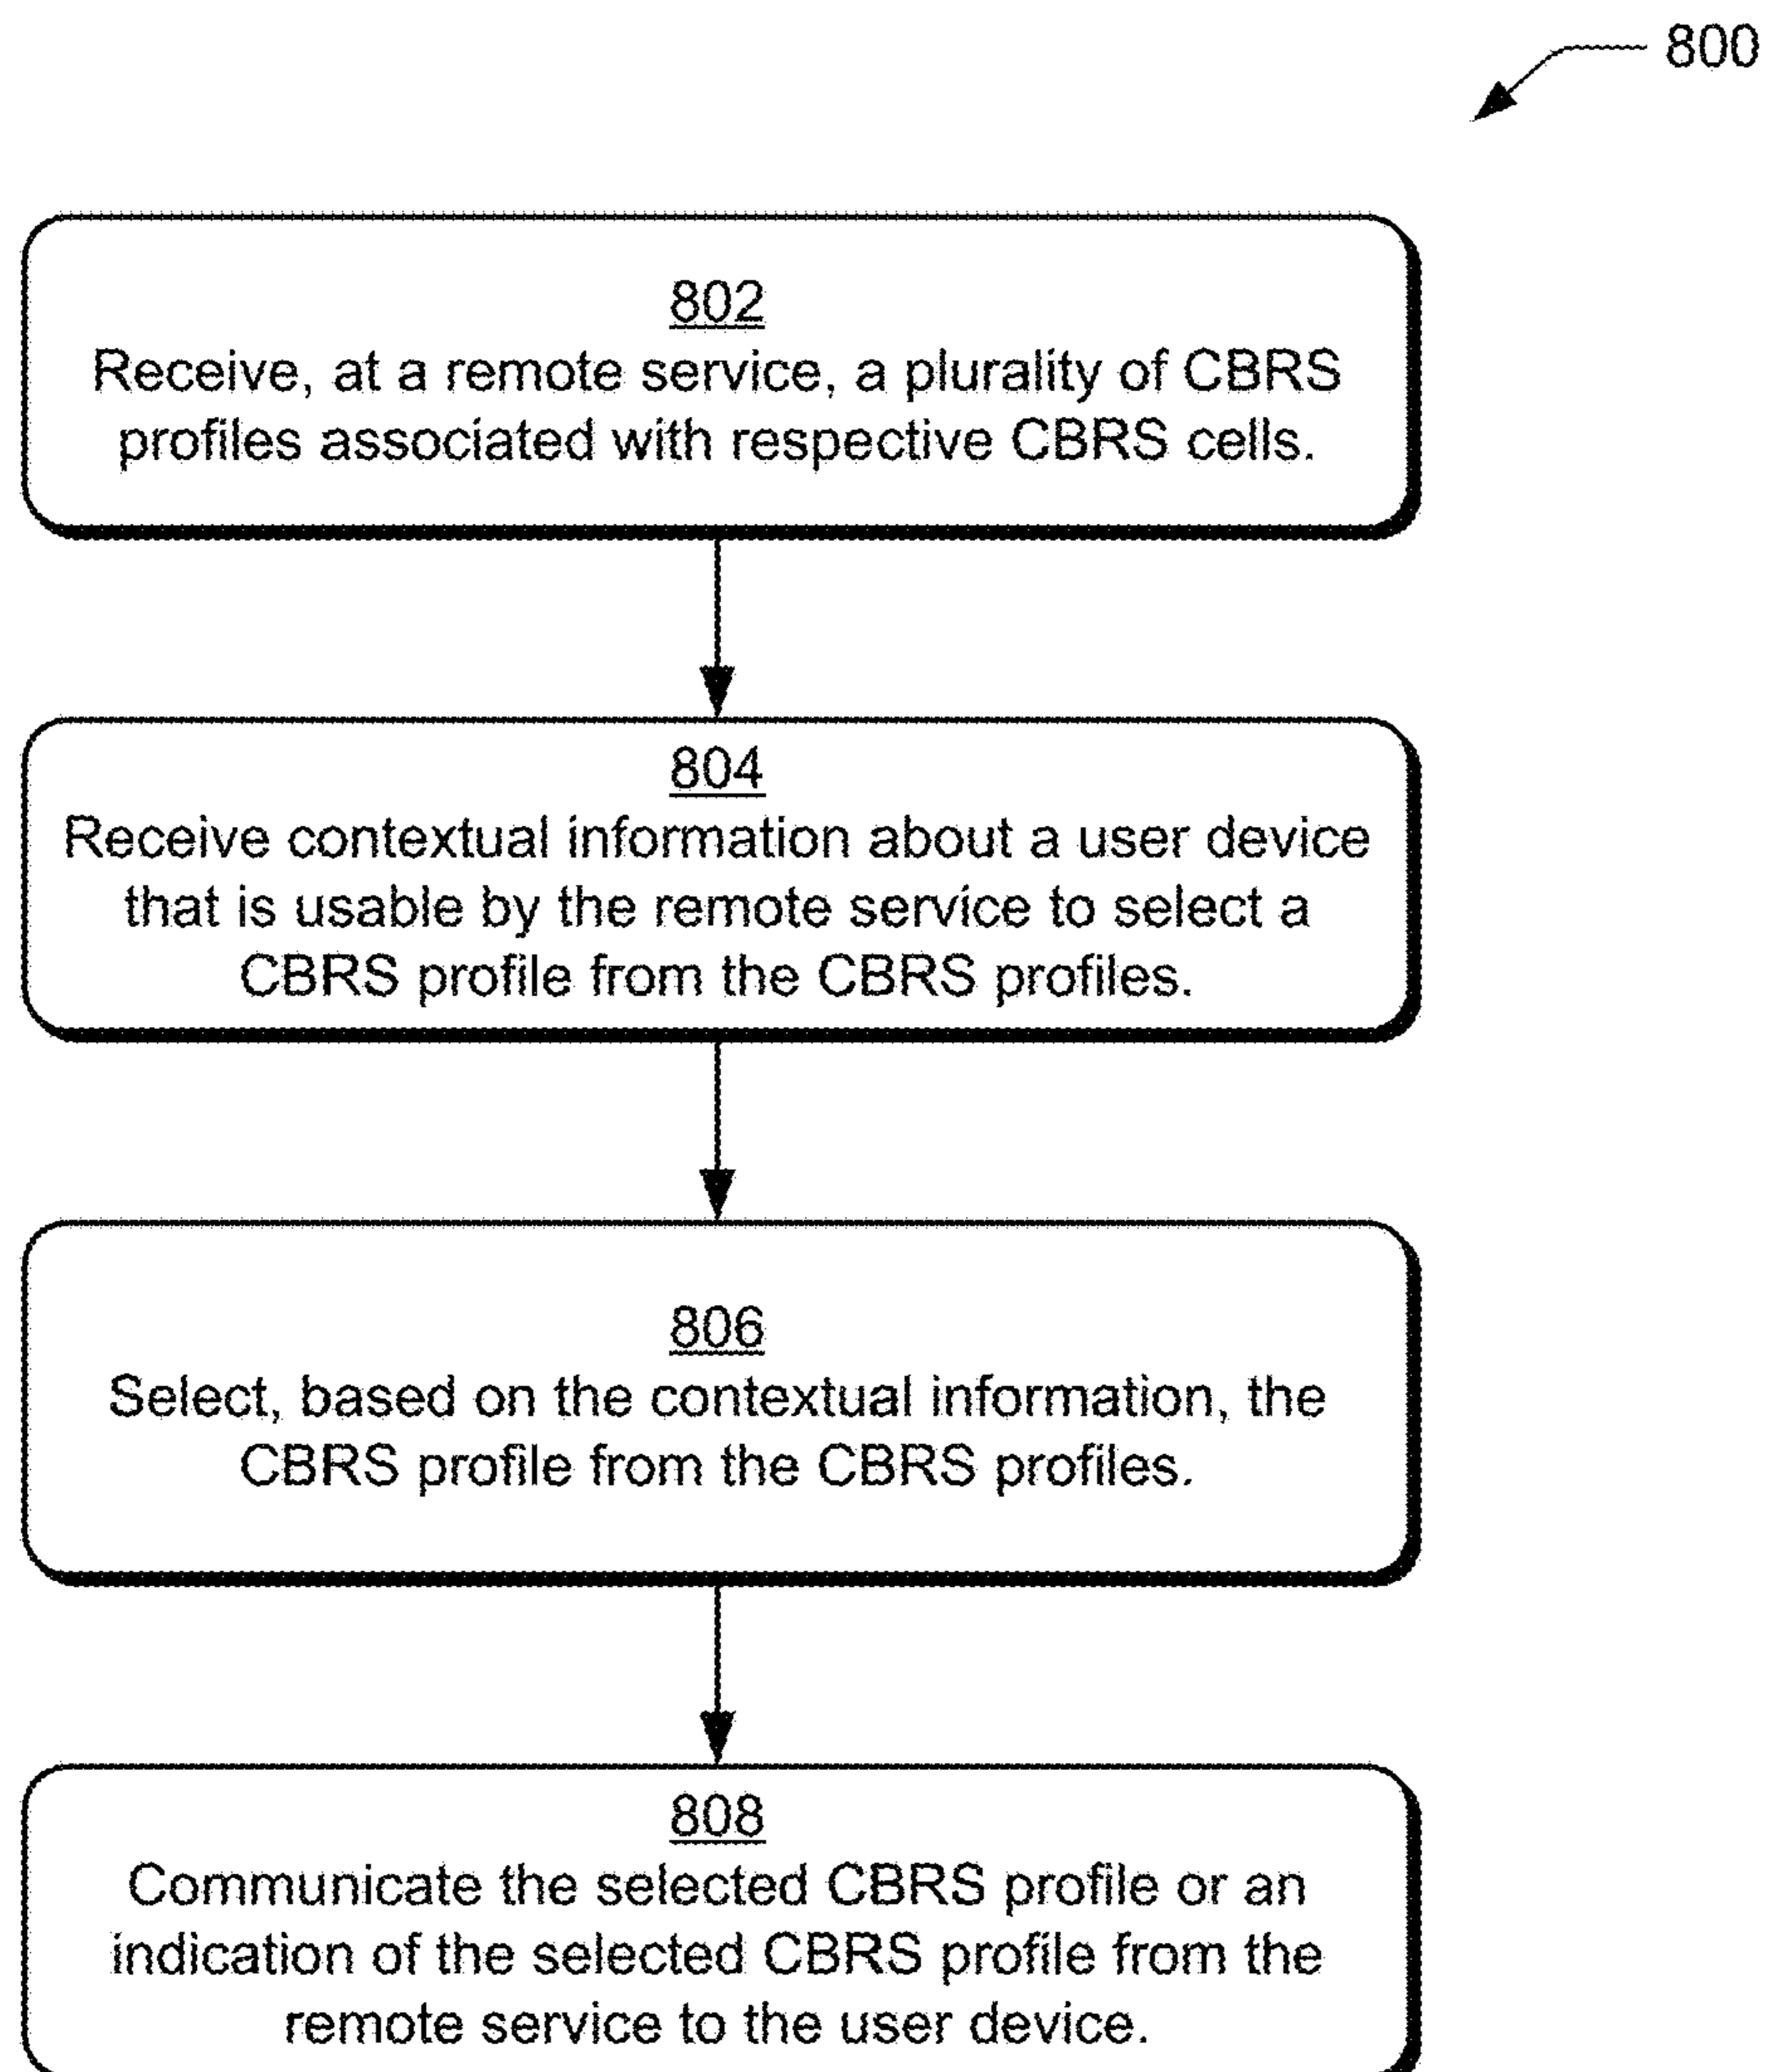 800
802
Receive, at a remote service, a plurality of CBRS
profiles associated with respective CBRS cells.
804
Receive contextual information about a user device
that is usable by the remote service to select a
CBRS profile from the CBRS profiles.
806
Select, based on the contextual information, the
CBRS profile from the CBRS profiles.
808
Communicate the selected CBRS profile or an
indication of the selected CBRS profile from the
remote service to the user device.